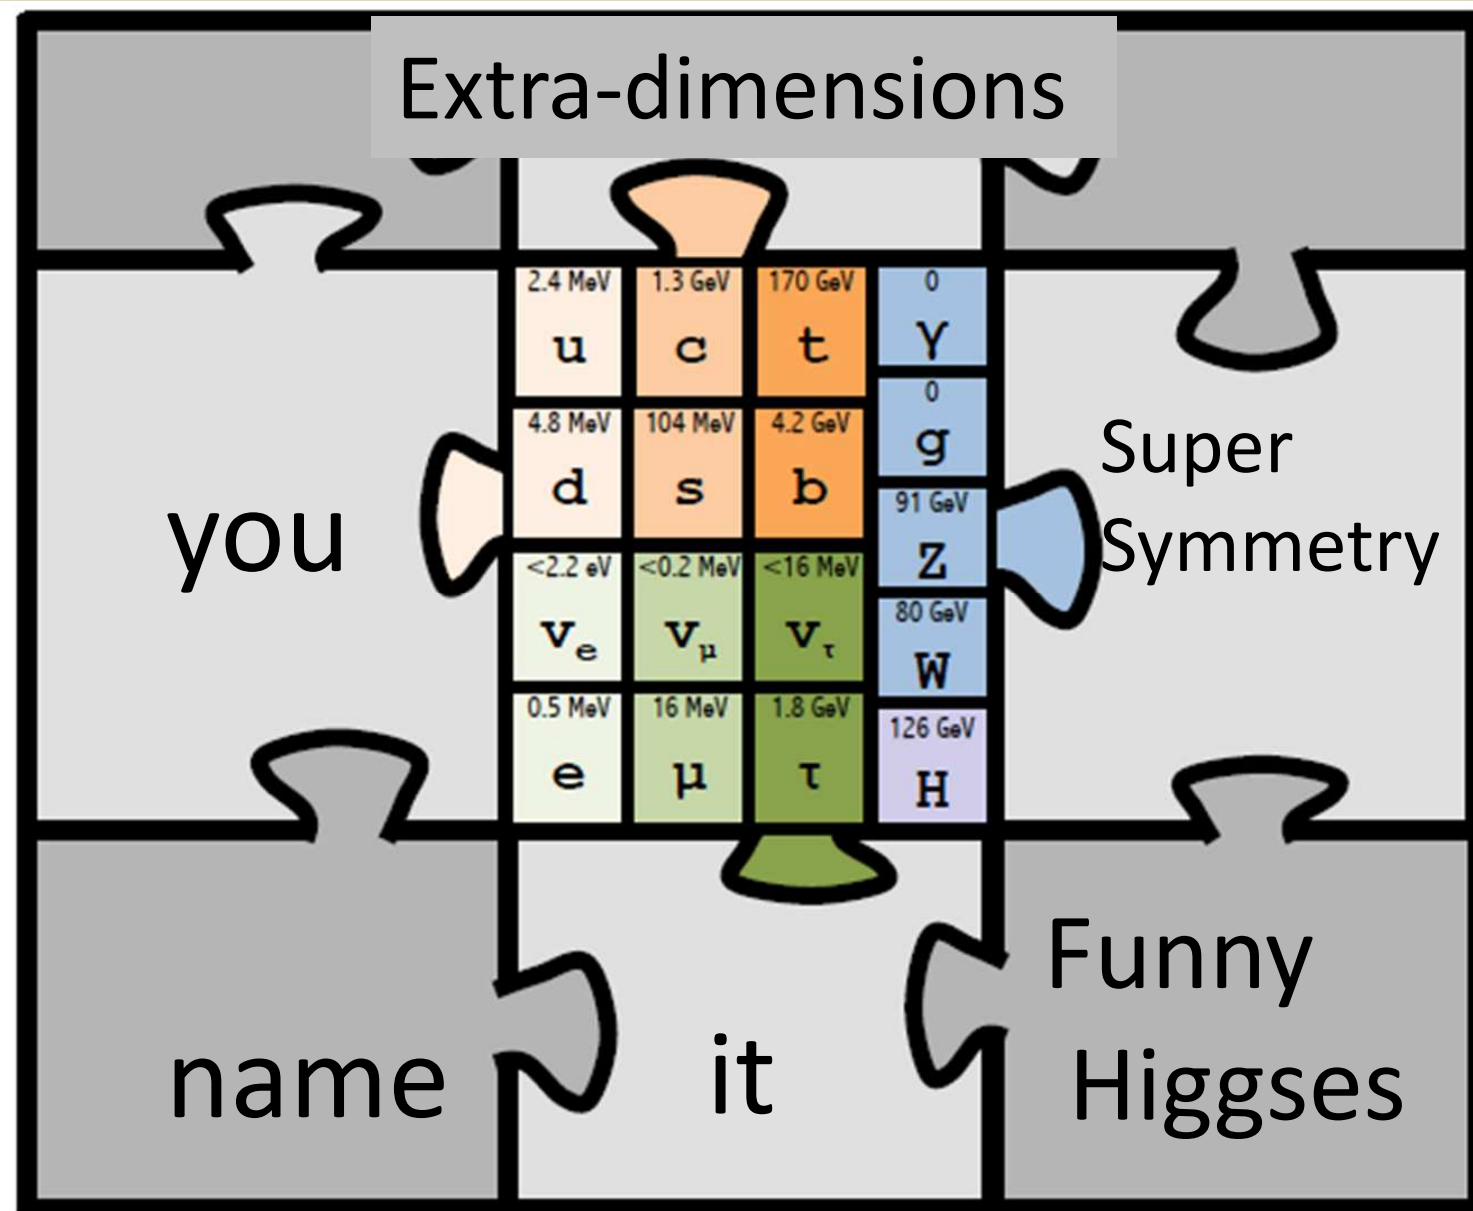 Extra-dimensions
2.4 MeV 1.3 GeV 170 GeV 0
u c t γ
0
g
4.8 MeV 104 MeV 4.2 GeV
d s b
91 GeV
Z
<2.2 eV <0.2 MeV <16 MeV
νe νμ ντ
80 GeV
W
0.5 MeV 16 MeV 1.8 GeV
e μ τ
126 GeV
H
Super
Symmetry
you
name
it
Funny
Higgses